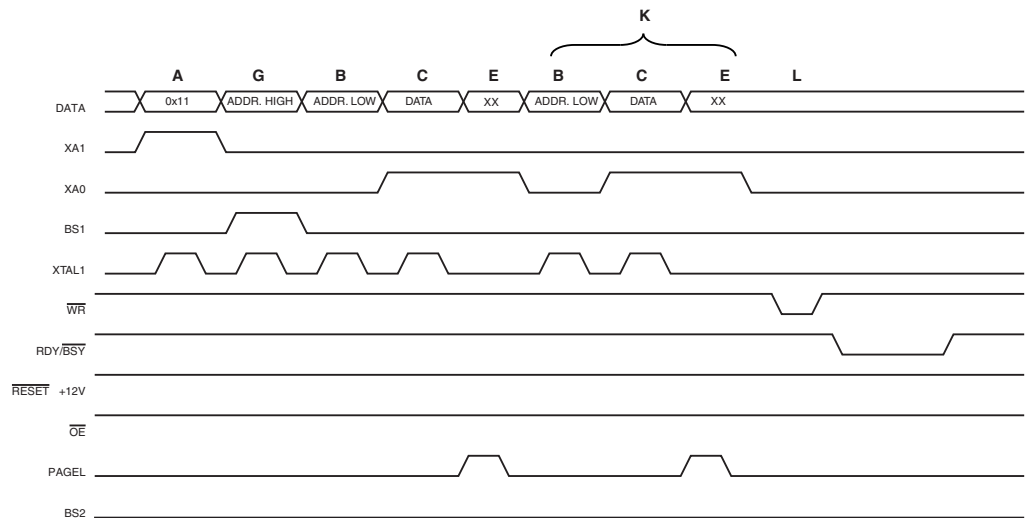 K
A G B C E B C E L
DATA 0x11 ADDR. HIGH ADDR. LOW DATA XX ADDR. LOW DATA XX
XA1
XA0
BS1
XTAL1
WR
RDY/BSY
RESET +12V
OE
PAGEL
BS2